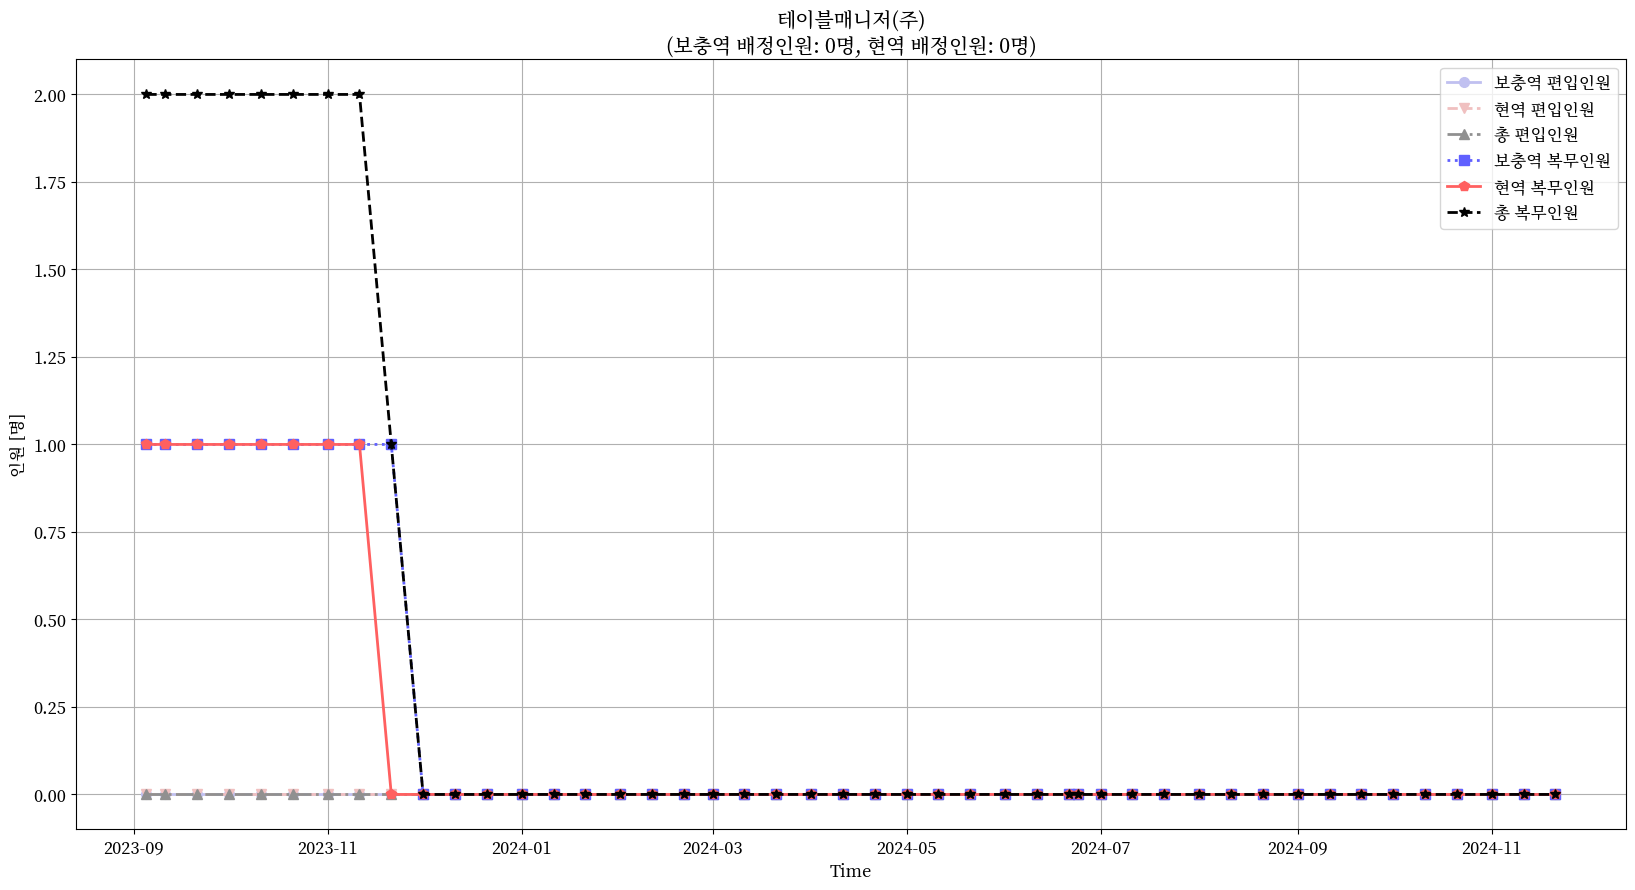 테이블매니저(주)
(보충역 배정인원: 0명, 현역 배정인원: 0명)
보충역 편입인원
현역 편입인원
총 편입인원
보충역 복무인원
현역 복무인원
총 복무인원
인원 [명]
2.00
1.75
1.50
1.25
1.00
0.75
0.50
0.25
0.00
2023-09
2023-11
2024-01
2024-03
2024-05
2024-07
2024-09
2024-11
Time